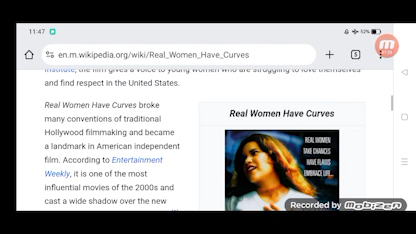 11:47
52%
en.m.wikipedia.org/wiki/Real_Women_Have_Curves
5
Institute, the film gives a voice to young women who are struggling to love themselves
and find respect in the United States.
Real Women Have Curves broke
many conventions of traditional
Hollywood filmmaking and became
a landmark in American independent
film. According to Entertainment
Weekly, it is one of the most
influential movies of the 2000s and
cast a wide shadow over the new
Real Women Have Curves
REAL WOMEN
TAKE CHANCES
HAVE FLAWS
EMBRACE LIFE...
Recorded by Mobizen